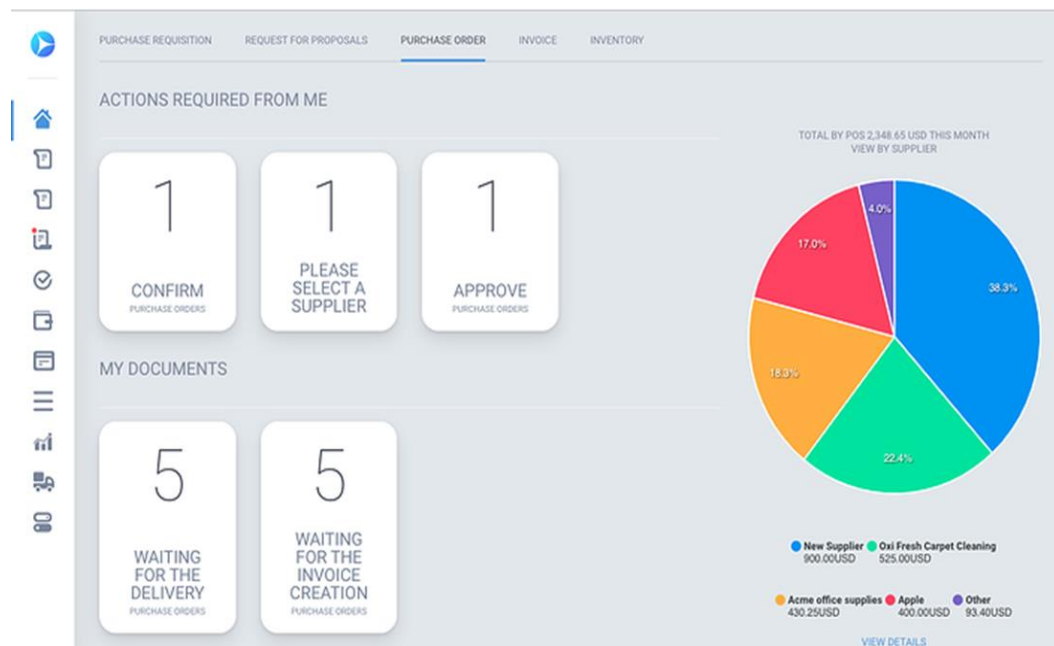 PURCHASE REQUISITION REQUEST FOR PROPOSALS PURCHASE ORDER INVOICE INVENTORY
ACTIONS REQUIRED FROM ME
1
CONFIRM
PURCHASE ORDERS
1
PLEASE
SELECT A
SUPPLIER
1
APPROVE
PURCHASE ORDERS
MY DOCUMENTS
5
WAITING
FOR THE
DELIVERY
PURCHASE ORDERS
5
WAITING
FOR THE
INVOICE
CREATION
PURCHASE ORDERS
TOTAL BY POS 2,348.65 USD THIS MONTH
VIEW BY SUPPLIER
4.0%
17.0%
38.3%
18.3%
22.4%
New Supplier Oxi Fresh Carpet Cleaning
900.00USD 525.00USD
Acme office supplies Apple Other
430.25USD 400.00USD 93.40USD
VIEW DETAILS